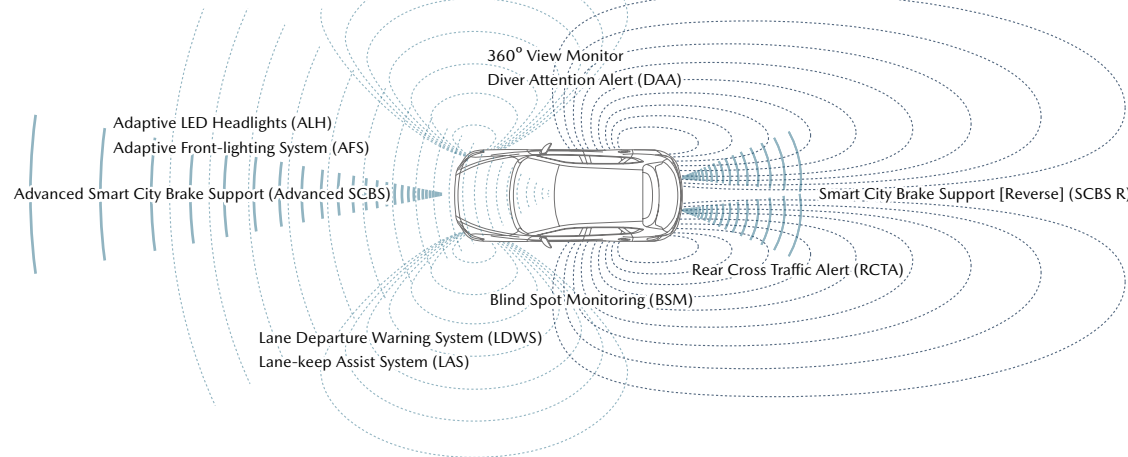 360° View Monitor
Diver Attention Alert (DAA)
Adaptive LED Headlights (ALH)
Adaptive Front-lighting System (AFS)
Advanced Smart City Brake Support (Advanced SCBS)
Smart City Brake Support [Reverse] (SCBS R)
Rear Cross Traffic Alert (RCTA)
Blind Spot Monitoring (BSM)
Lane Departure Warning System (LDWS)
Lane-keep Assist System (LAS)